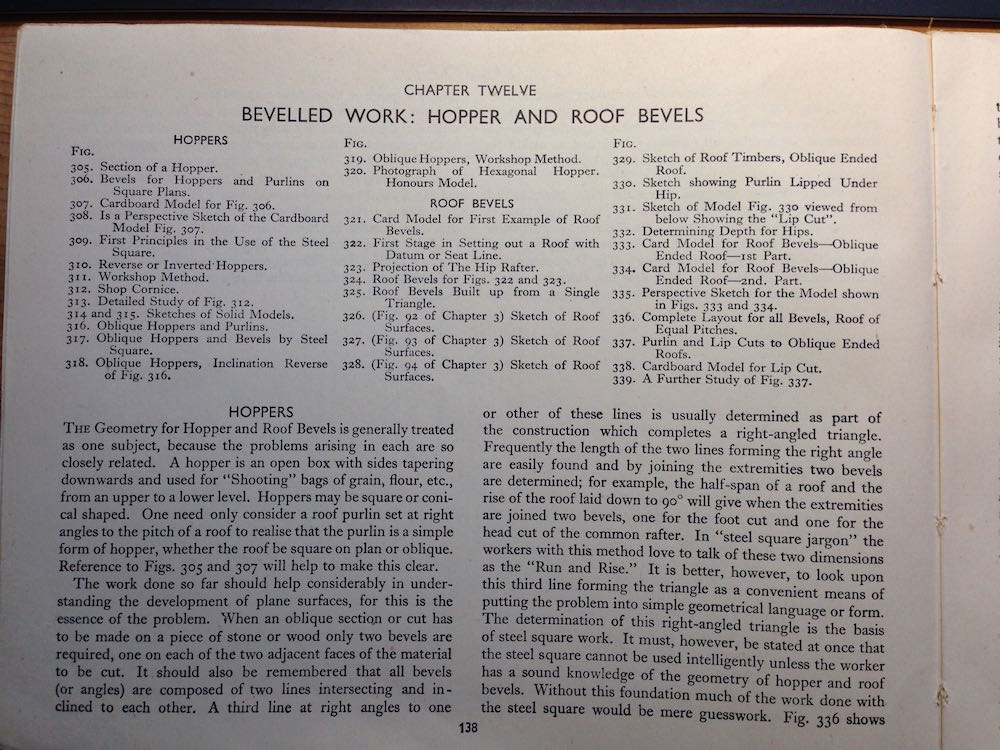 CHAPTER TWELVE
BEVELLED WORK: HOPPER AND ROOF BEVELS
HOPPERS
FIG.
305. Section of a Hopper.
306. Bevels for Hoppers and Purlins on
Square Plans.
307. Cardboard Model for Fig. 306.
308. Is a Perspective Sketch of the Cardboard
Model Fig. 307.
309. First Principles in the Use of the Steel
Square.
310. Reverse or Inverted Hoppers.
311. Workshop Method.
312. Shop Cornice.
313. Detailed Study of Fig. 312.
314 and 315. Sketches of Solid Models.
316. Oblique Hoppers and Purlins.
317. Oblique Hoppers and Bevels by Steel
Square.
318. Oblique Hoppers, Inclination Reverse
of Fig. 316.
FIG.
319. Oblique Hoppers, Workshop Method.
320. Photograph of Hexagonal Hopper.
Honours Model.
ROOF BEVELS
321. Card Model for First Example of Roof
Bevels.
322. First Stage in Setting out a Roof with
Datum or Seat Line.
323. Projection of The Hip Rafter.
324. Roof Bevels for Figs. 322 and 323.
325. Roof Bevels Built up from a Single
Triangle.
326. (Fig. 92 of Chapter 3) Sketch of Roof
Surfaces.
327. (Fig. 93 of Chapter 3) Sketch of Roof
Surfaces.
328. (Fig. 94 of Chapter 3) Sketch of Roof
Surfaces.
FIG.
329. Sketch of Roof Timbers, Oblique Ended
Roof.
330. Sketch showing Purlin Lipped Under
Hip.
331. Sketch of Model Fig. 330 viewed from
below Showing the "Lip Cut".
332. Determining Depth for Hips.
333. Card Model for Roof Bevels—Oblique
Ended Roof—1st Part.
334. Card Model for Roof Bevels—Oblique
Ended Roof—2nd. Part.
335. Perspective Sketch for the Model shown
in Figs. 333 and 334.
336. Complete Layout for all Bevels, Roof of
Equal Pitches.
337. Purlin and Lip Cuts to Oblique Ended
Roofs.
338. Cardboard Model for Lip Cut.
339. A Further Study of Fig. 337.
HOPPERS
THE Geometry for Hopper and Roof Bevels is generally treated
as one subject, because the problems arising in each are so
closely related. A hopper is an open box with sides tapering
downwards and used for "Shooting" bags of grain, flour, etc.,
from an upper to a lower level. Hoppers may be square or coni-
cal shaped. One need only consider a roof purlin set at right
angles to the pitch of a roof to realise that the purlin is a simple
form of hopper, whether the roof be square on plan or oblique.
Reference to Figs. 305 and 307 will help to make this clear.
The work done so far should help considerably in under-
standing the development of plane surfaces, for this is the
essence of the problem. When an oblique section or cut has
to be made on a piece of stone or wood only two bevels are
required, one on each of the two adjacent faces of the material
to be cut. It should also be remembered that all bevels
(or angles) are composed of two lines intersecting and in-
clined to each other. A third line at right angles to one
or other of these lines is usually determined as part of
the construction which completes a right-angled triangle.
Frequently the length of the two lines forming the right angle
are easily found and by joining the extremities two bevels
are determined; for example, the half-span of a roof and the
rise of the roof laid down to 90° will give when the extremities
are joined two bevels, one for the foot cut and one for the
head cut of the common rafter. In "steel square jargon" the
workers with this method love to talk of these two dimensions
as the "Run and Rise." It is better, however, to look upon
this third line forming the triangle as a convenient means of
putting the problem into simple geometrical language or form.
The determination of this right-angled triangle is the basis
of steel square work. It must, however, be stated at once that
the steel square cannot be used intelligently unless the worker
has a sound knowledge of the geometry of hopper and roof
bevels. Without this foundation much of the work done with
the steel square would be mere guesswork. Fig. 336 shows
138